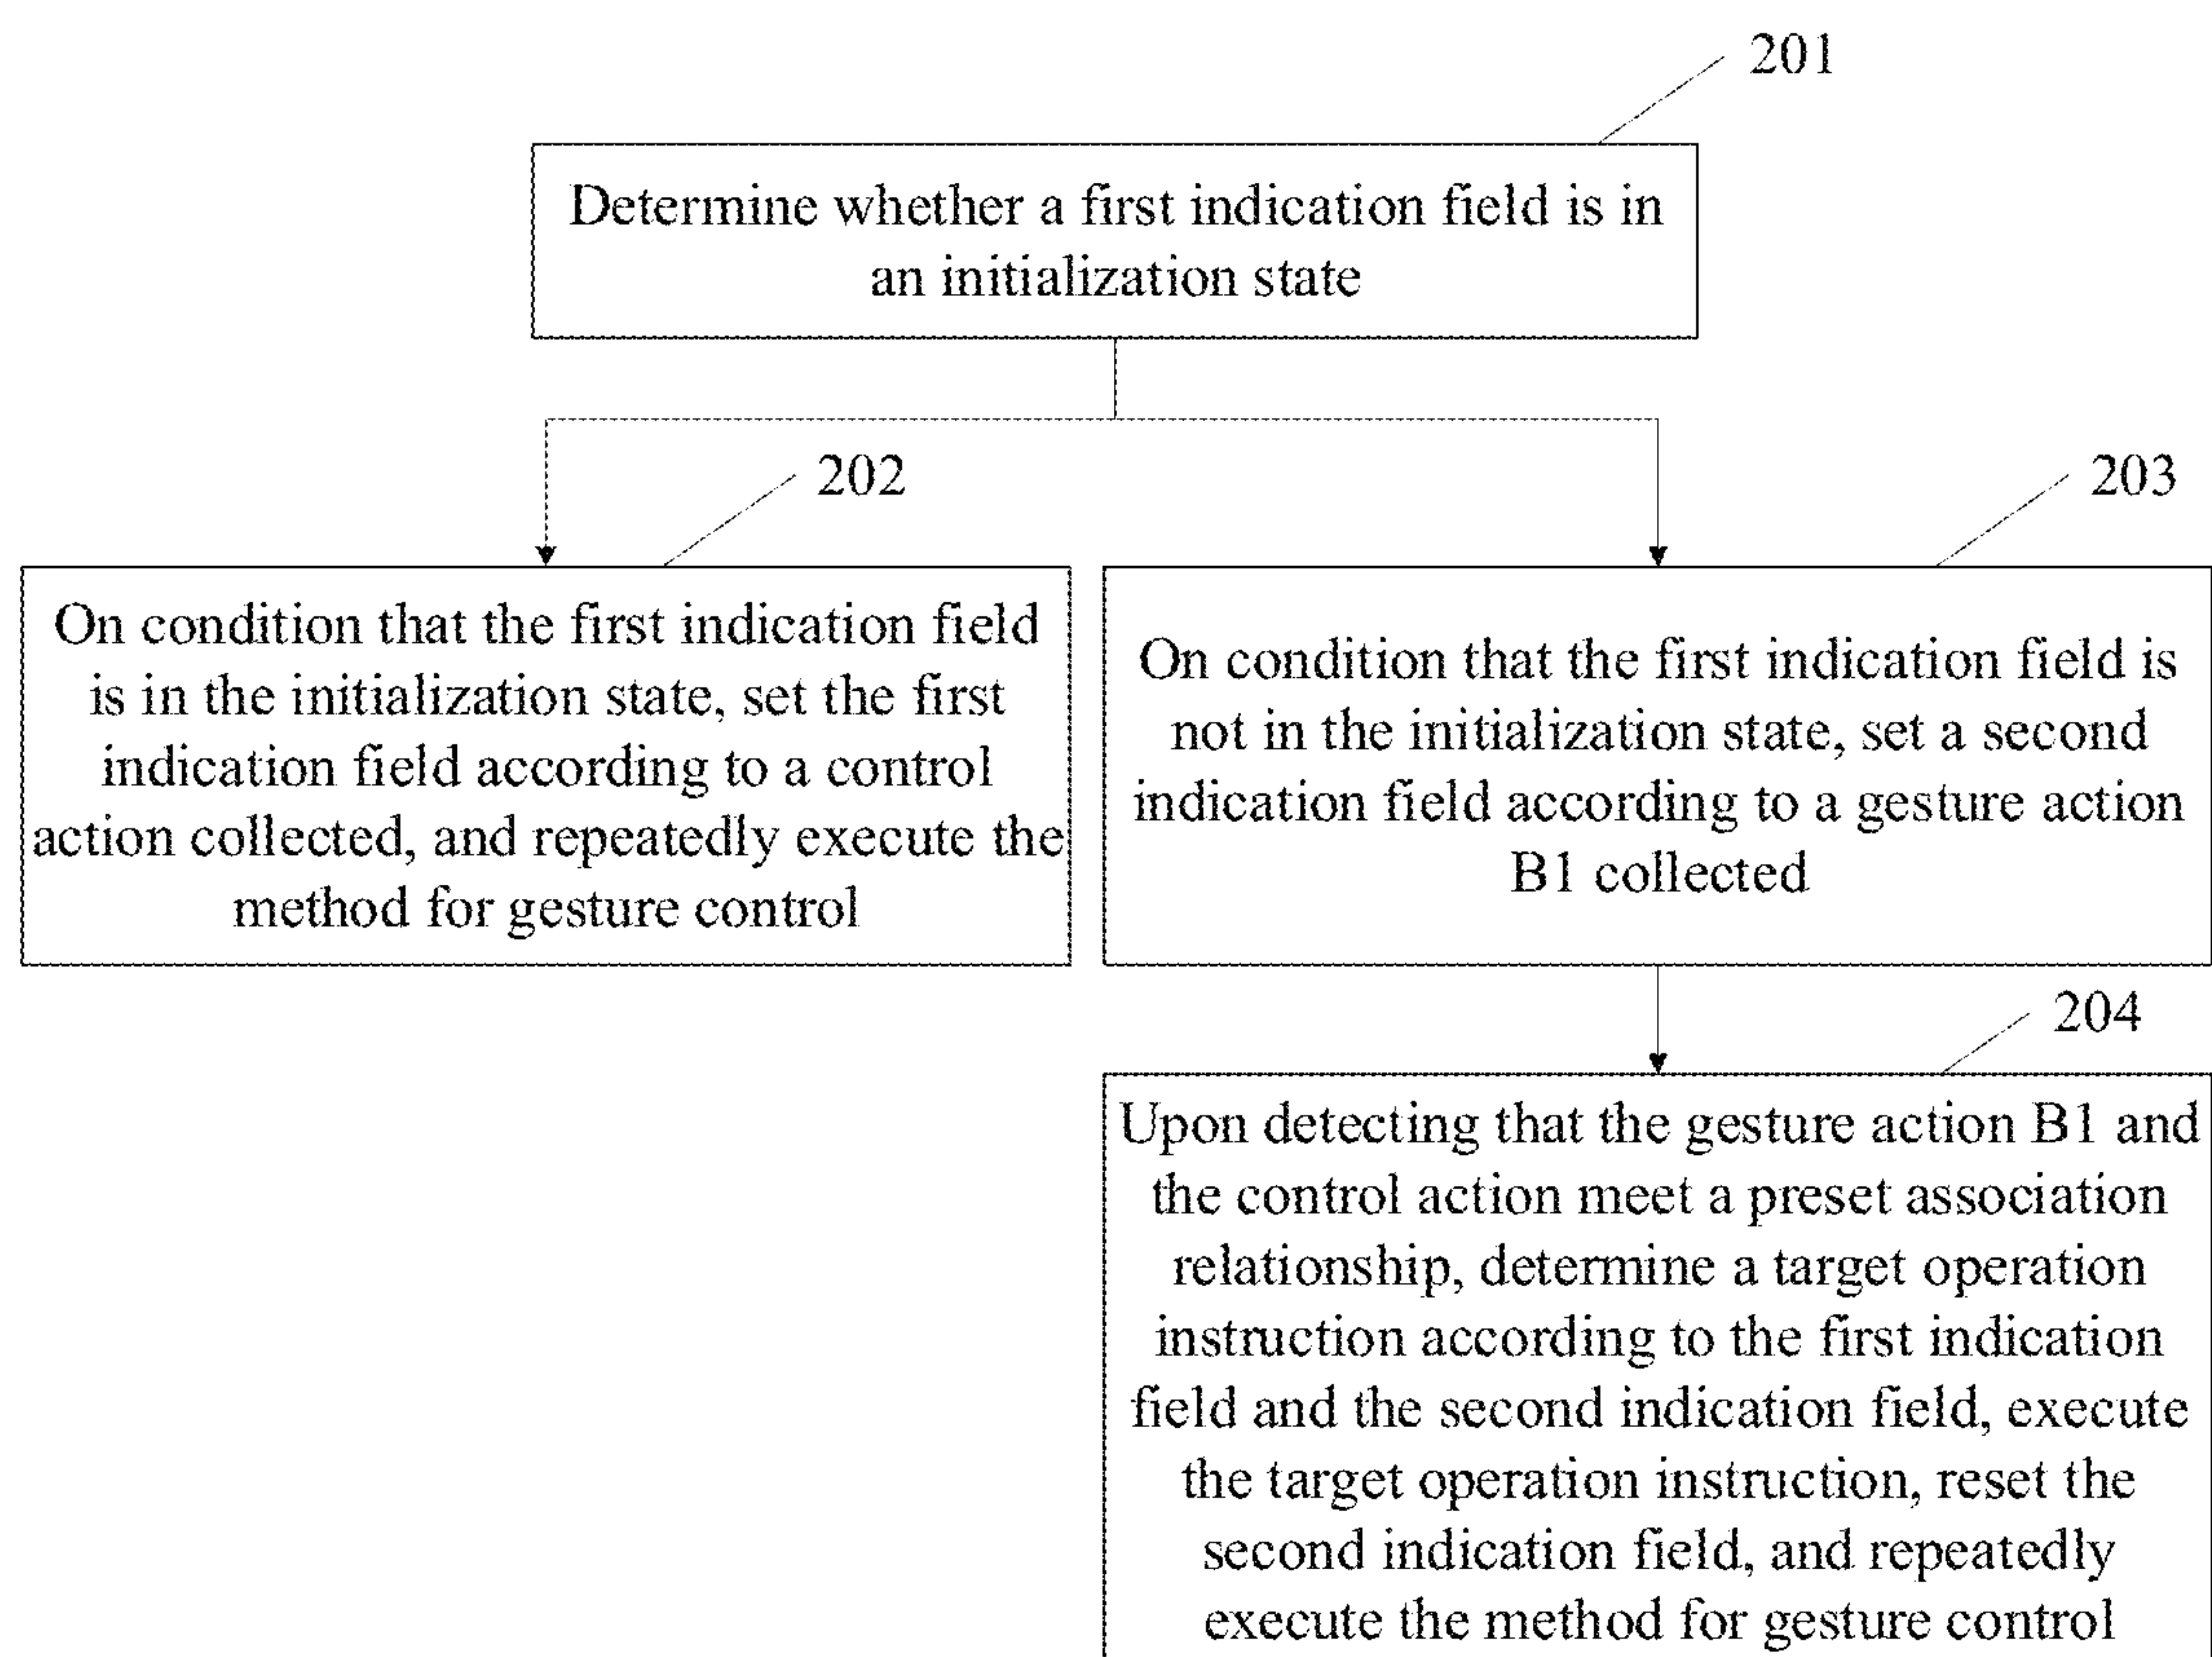 201
Determine whether a first indication field is in
an initialization state
202
On condition that the first indication field
is in the initialization state, set the first
indication field according to a control
action collected, and repeatedly execute the
method for gesture control
203
On condition that the first indication field is
not in the initialization state, set a second
indication field according to a gesture action
B1 collected
204
Upon detecting that the gesture action B1 and
the control action meet a preset association
relationship, determine a target operation
instruction according to the first indication
field and the second indication field, execute
the target operation instruction, reset the
second indication field, and repeatedly
execute the method for gesture control